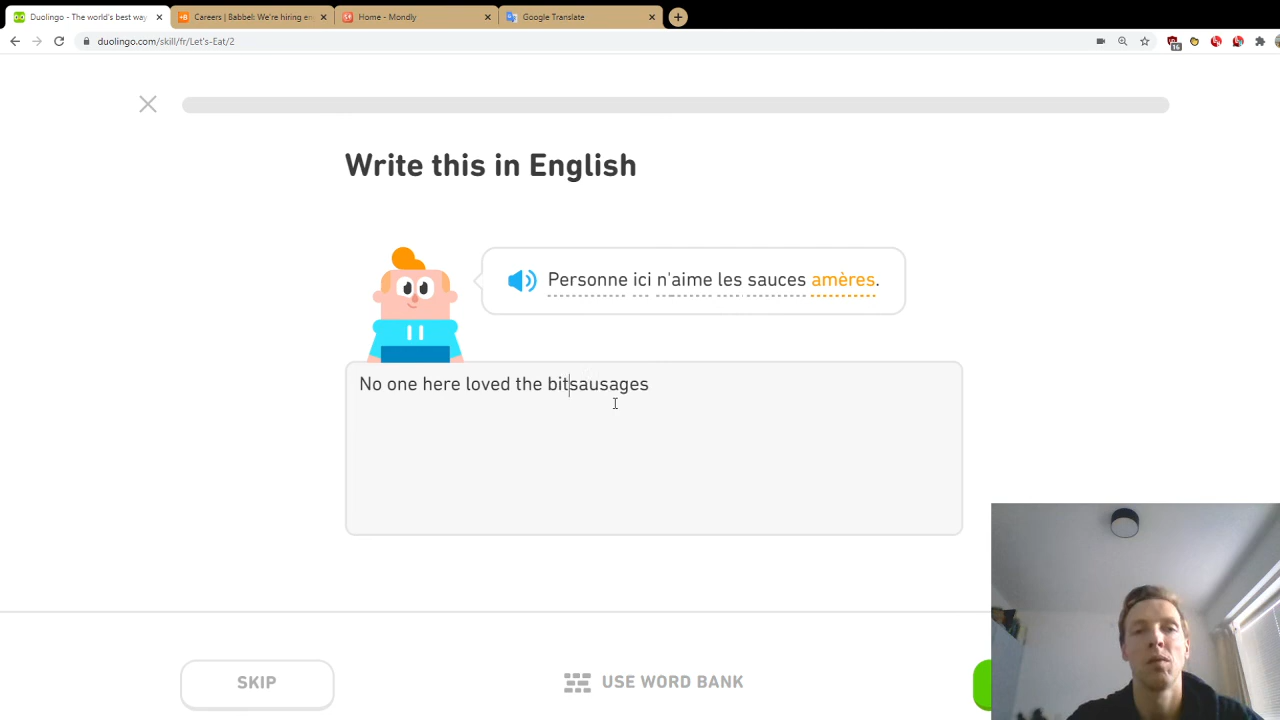 Duolingo - The world's best way
Careers | Babbel: We're hiring en
Home - Mondly
Google Translate
duolingo.com/skill/fr/Let's-Eat/2
16
Write this in English
Personne ici n'aime les sauces amères.
No one here loved the bitsausages
SKIP
USE WORD BANK